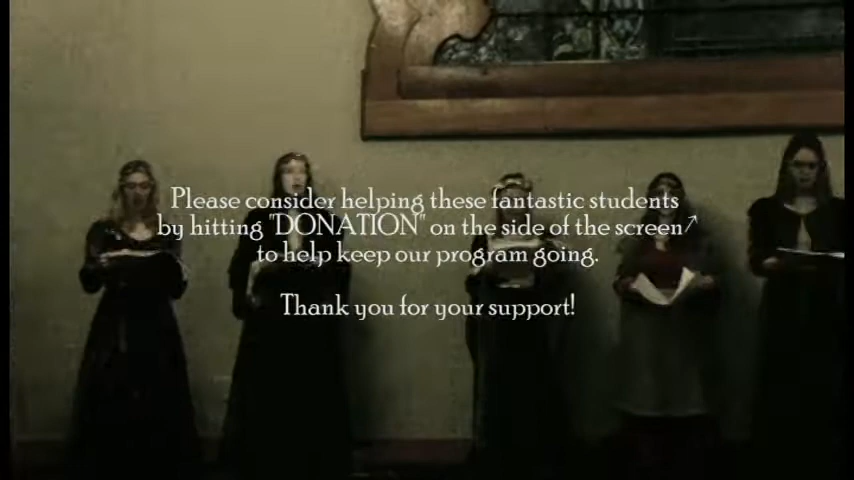 Please consider helping these fantastic students
by hitting "DONATION" on the side of the screen↗
to help keep our program going.
Thank you for your support!